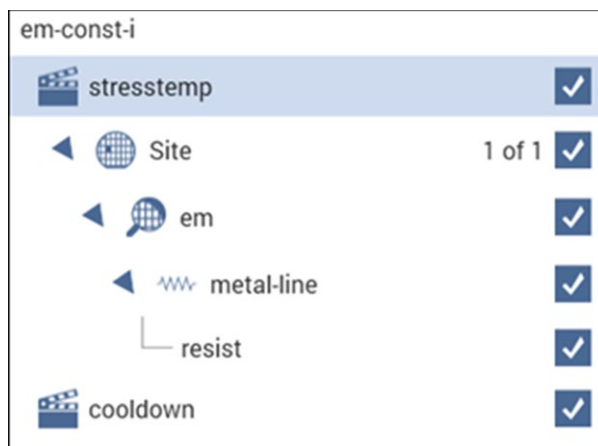 em-const-i
stresstemp
Site 1 of 1
em
metal-line
resist
cooldown